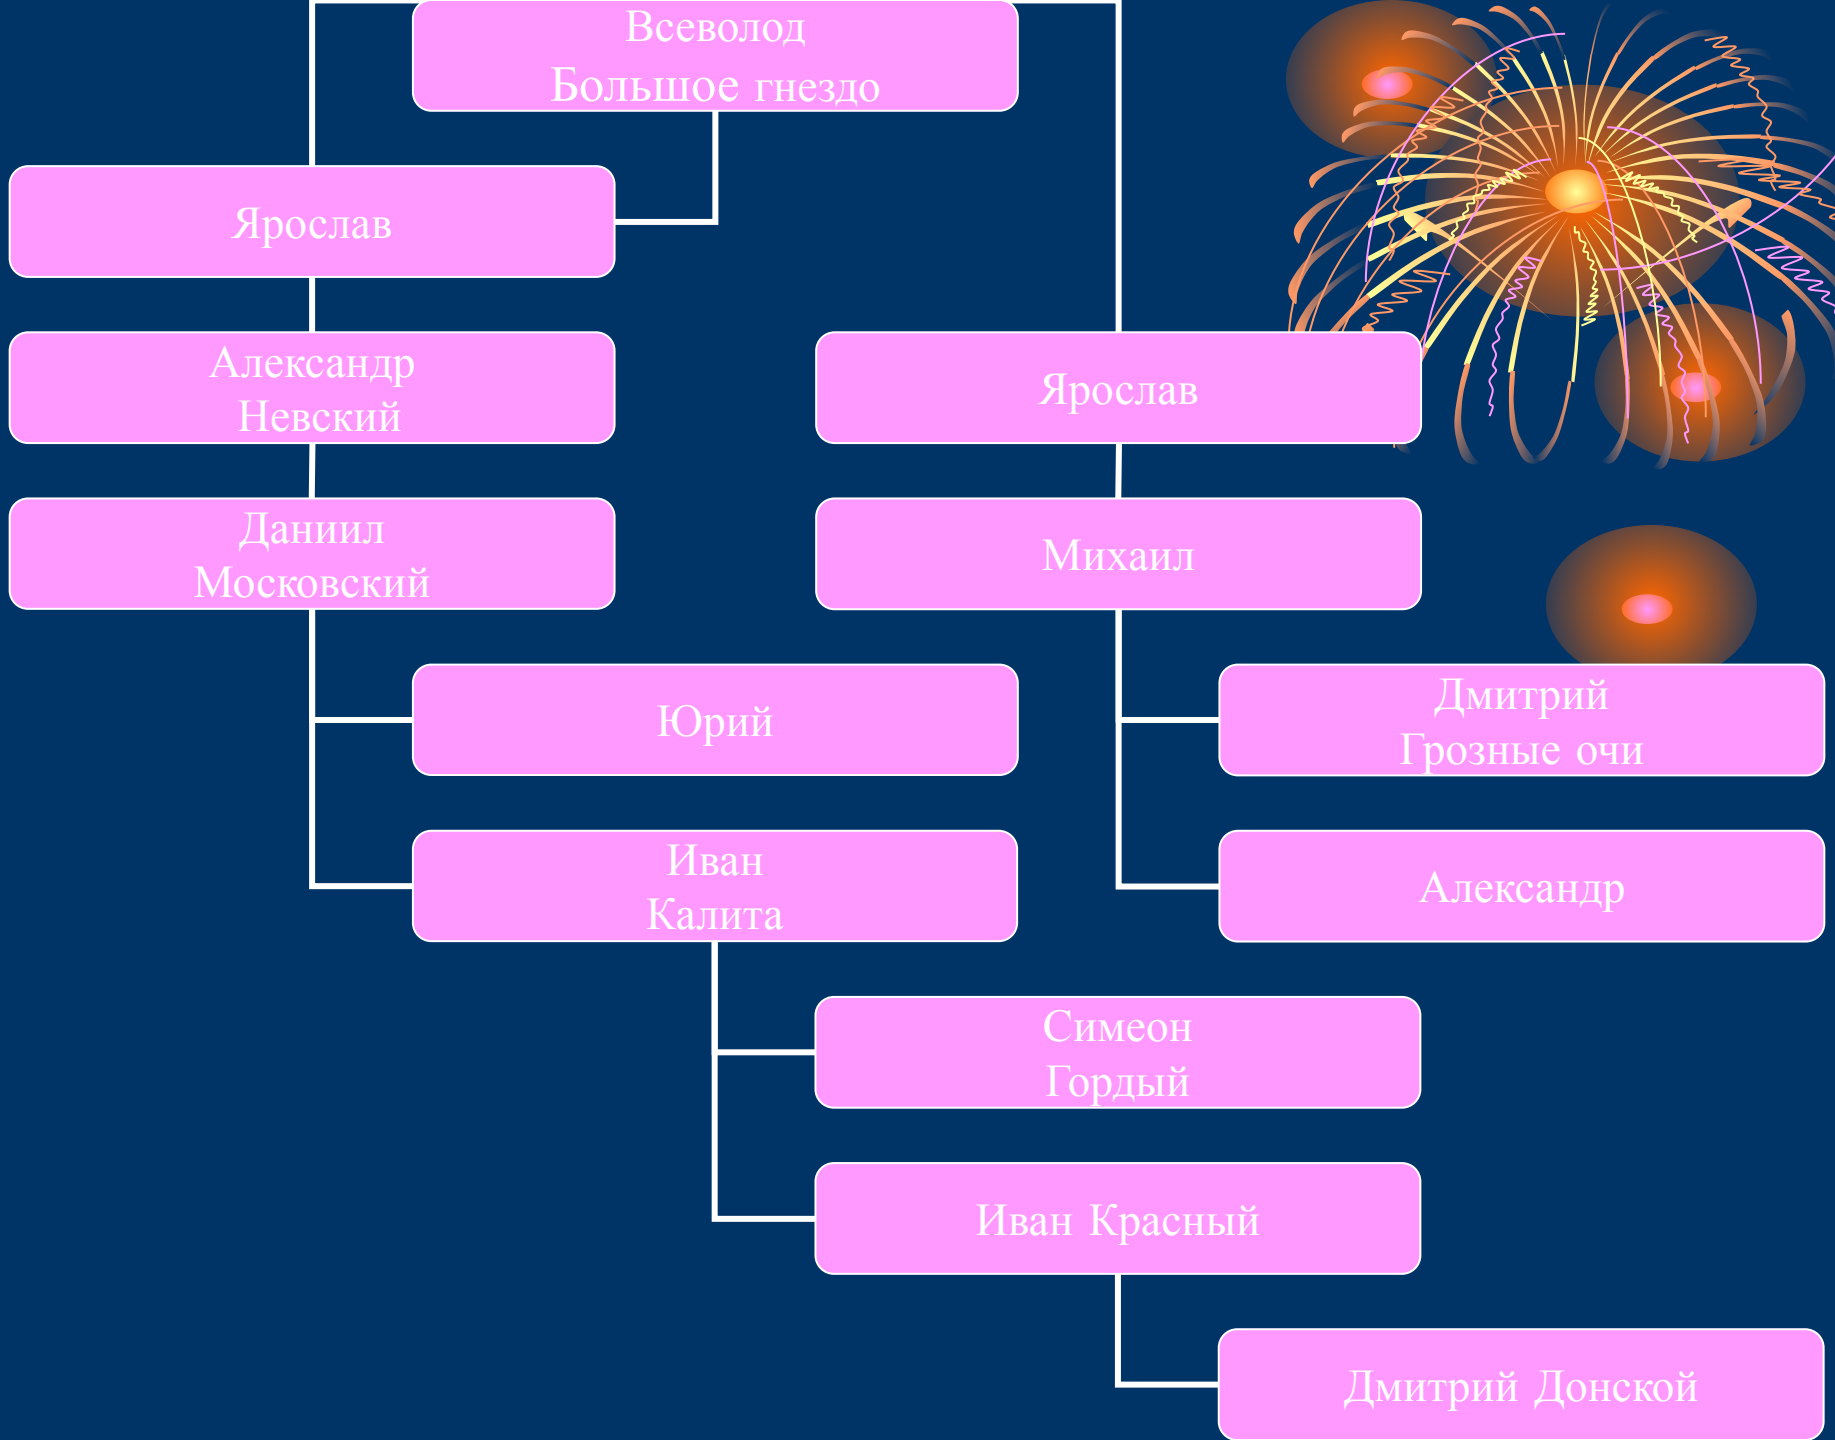 Всеволод
Большое гнездо
Ярослав
Александр
Невский
Ярослав
Даниил
Московский
Михаил
Юрий
Дмитрий
Грозные очи
Иван
Калита
Александр
Симеон
Гордый
Иван Красный
Дмитрий Донской